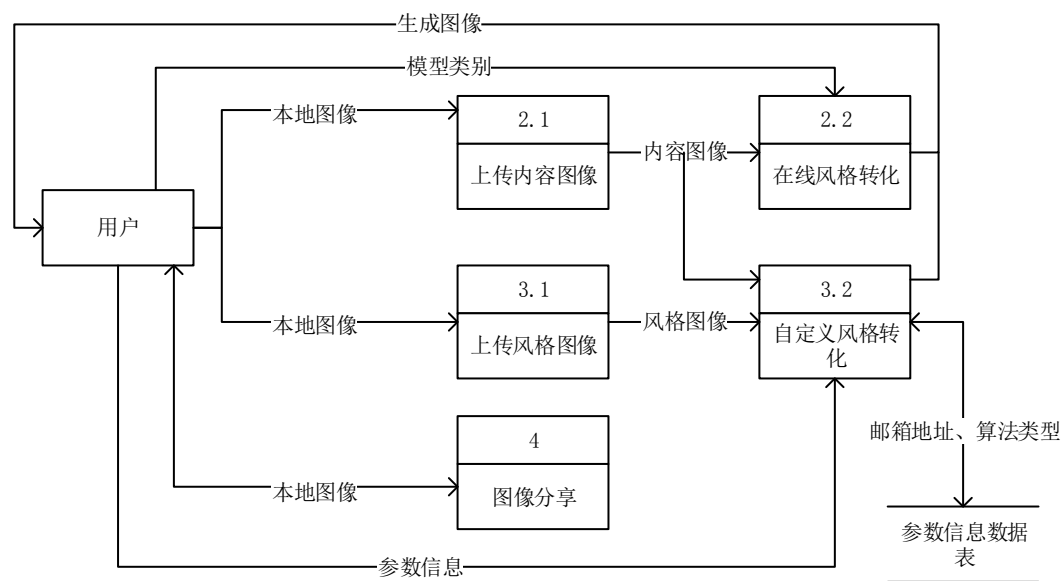 生成图像
模型类别
本地图像
2.1
上传内容图像
内容图像
2.2
在线风格转化
用户
本地图像
3.1
上传风格图像
风格图像
3.2
自定义风格转
化
4
图像分享
本地图像
邮箱地址、算法类型
参数信息数据
表
参数信息